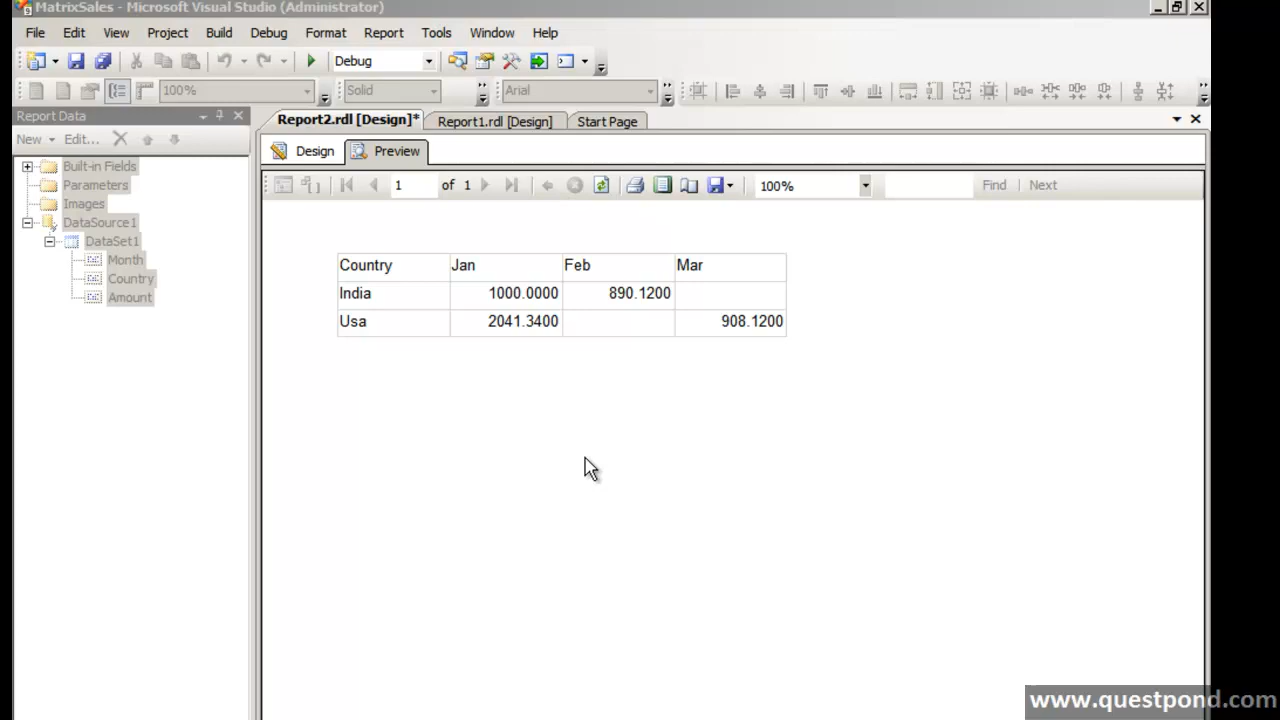 MatrixSales - Microsoft Visual Studio (Administrator)
File Edit View Project Build Debug Format Report Tools Window Help
Debug
100% Solid Arial
Report Data
Report2.rdl [Design]* Report1.rdl [Design] Start Page
New Edit...
Design Preview
Built-in Fields
Parameters
Images
DataSource1
DataSet1
Month
Country
Amount
1 of 1 100% Find | Next
Country Jan Feb Mar
India 1000.0000 890.1200
Usa 2041.3400 908.1200
www.questpond.com